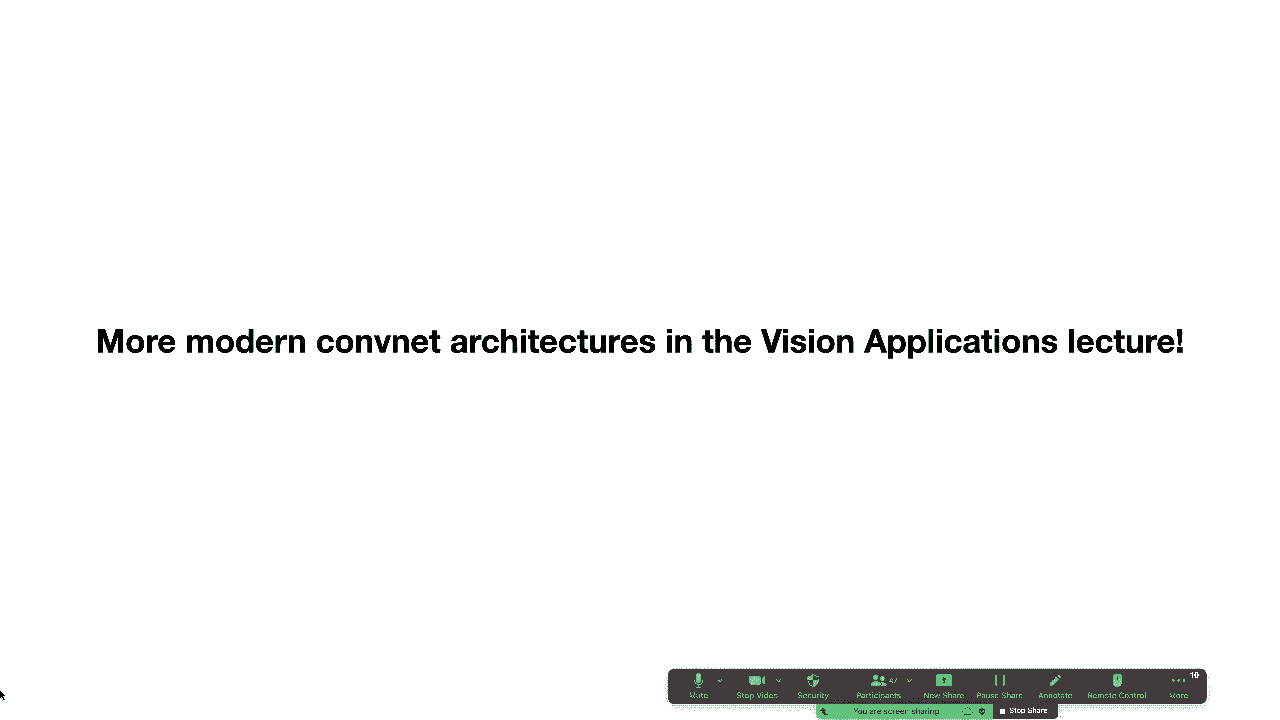 More modern convnet architectures in the Vision Applications lecture!
10
47
Mute Stop Video Security Participants New Share Pause Share Annotate Remote Control More
You are screen sharing Stop Share